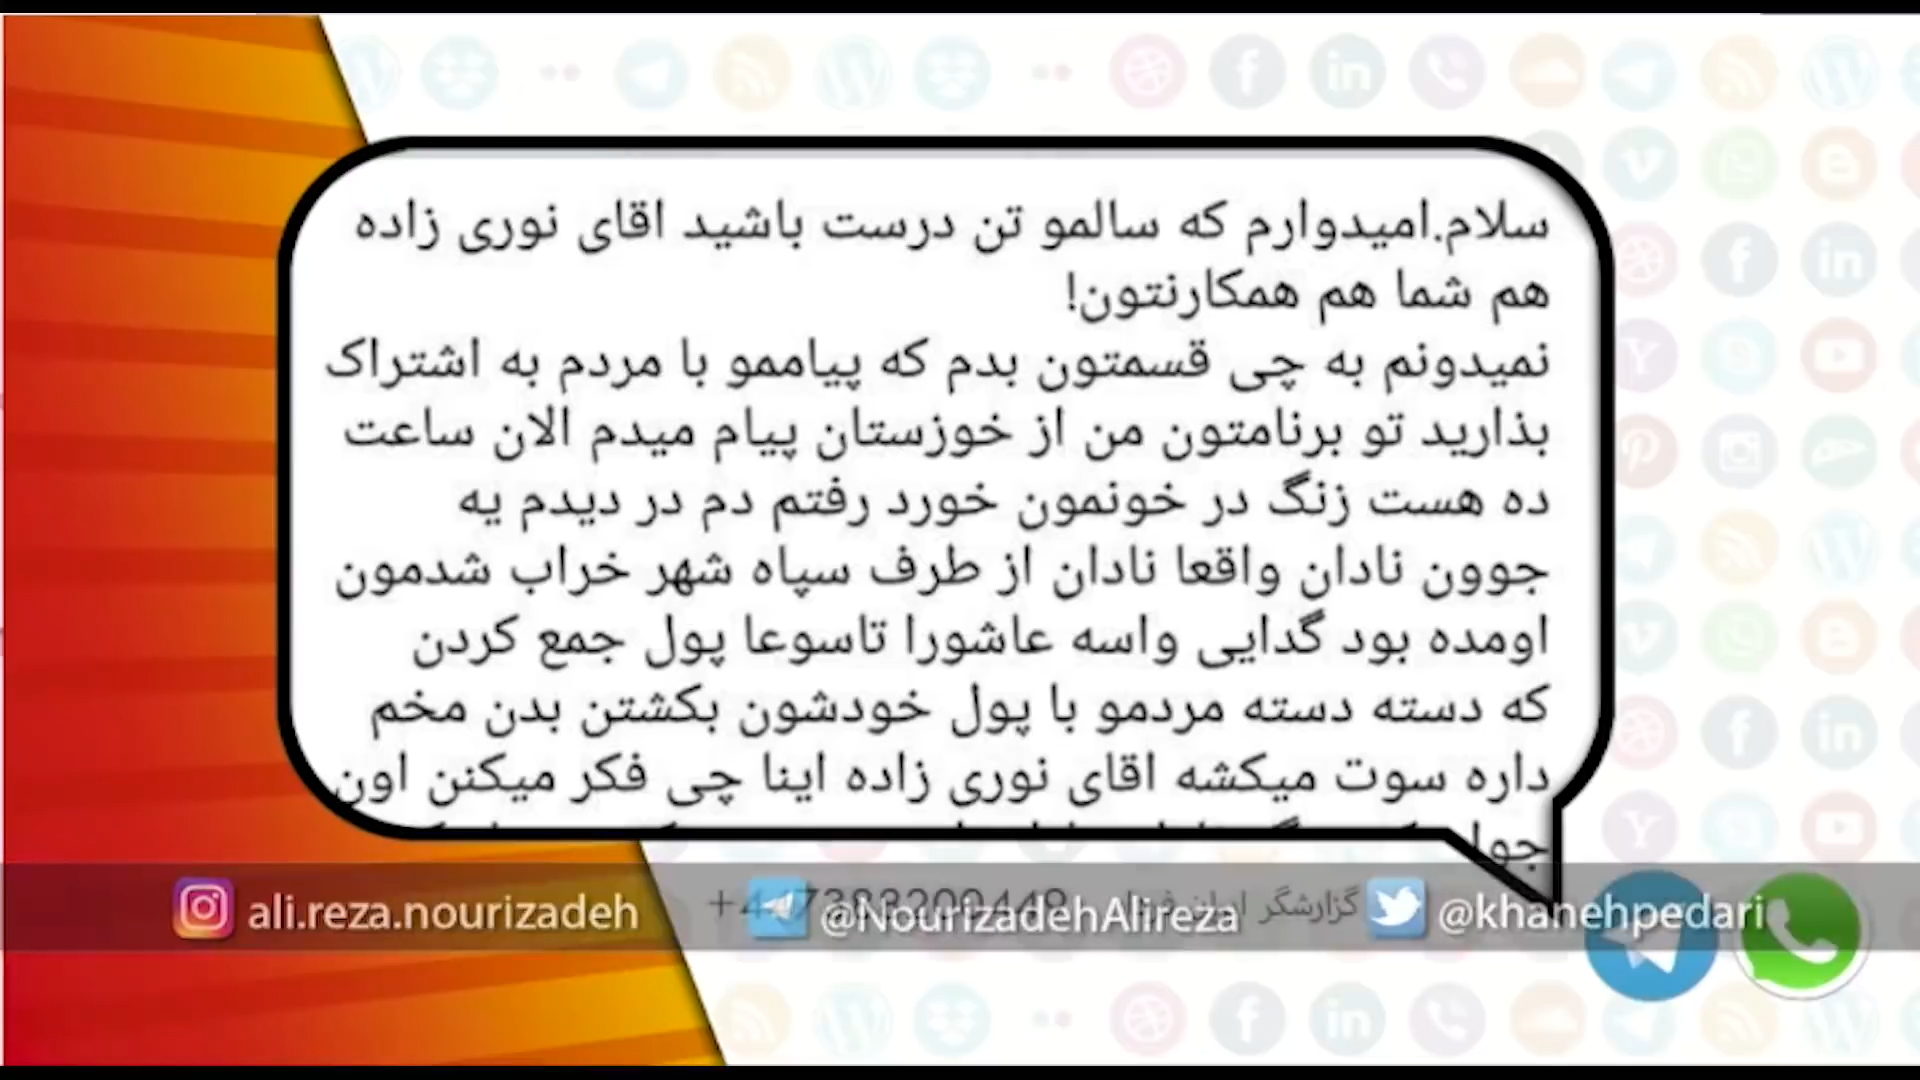 سلام.امیدوارم که سالمو تن درست باشید اقای نوری زاده
هم شما هم همکارنتون!
نمیدونم به چی قسمتون بدم که پیاممو با مردم به اشتراک
بذارید تو برنامتون من از خوزستان پیام میدم الان ساعت
ده هست زنگ در خونمون خورد رفتم دم در دیدم یه
جوون نادان واقعا نادان از طرف سپاه شهر خراب شدمون
اومده بود گدایی واسه عاشورا تاسوعا پول جمع کردن
که دسته دسته مردمو با پول خودشون بکشتن بدن مخم
داره سوت میکشه اقای نوری زاده اینا چی فکر میکنن اون
ali.reza.nourizadeh
@NourizadehAlireza
گزارشگر
@khanehpedari